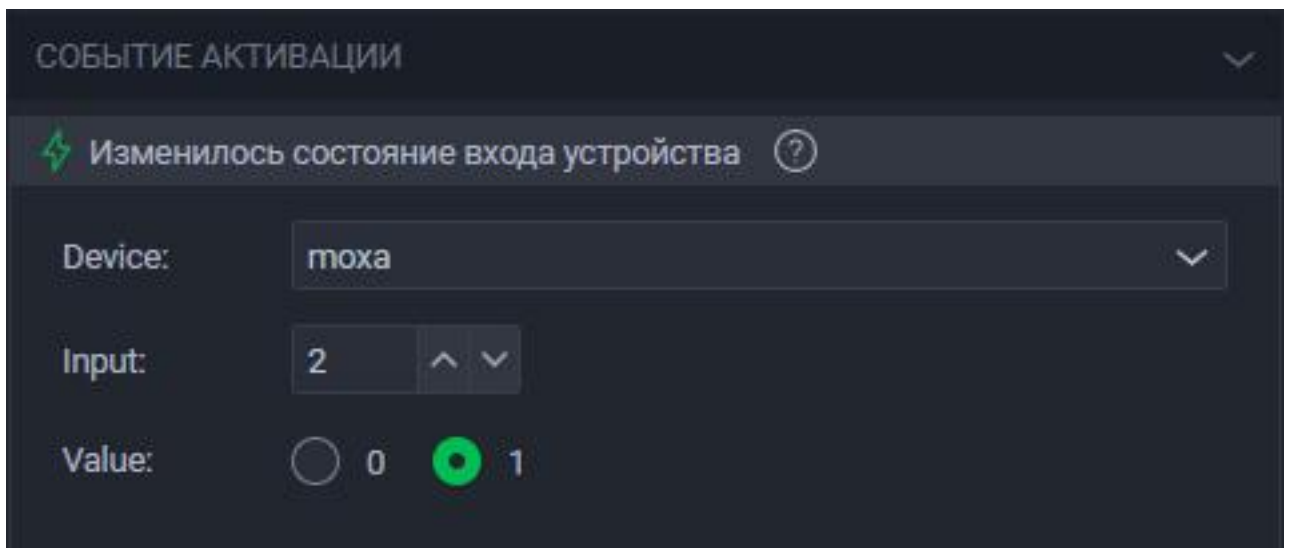 СОБЫТИЕ АКТИВАЦИИ
Изменилось состояние входа устройства ?
Device: moxa
Input: 2
Value: 0 1